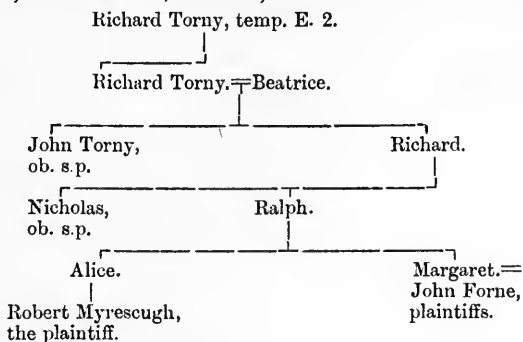 Richard Torny, temp. E. 2.
Richard Torny.=Beatrice.
John Torny, Richard.
ob. s.p.
Nicholas, Ralph.
ob. s.p.
Alice. Margaret.=
John Forne,
Robert Myrescugh, plaintiffs.
the plaintiff.